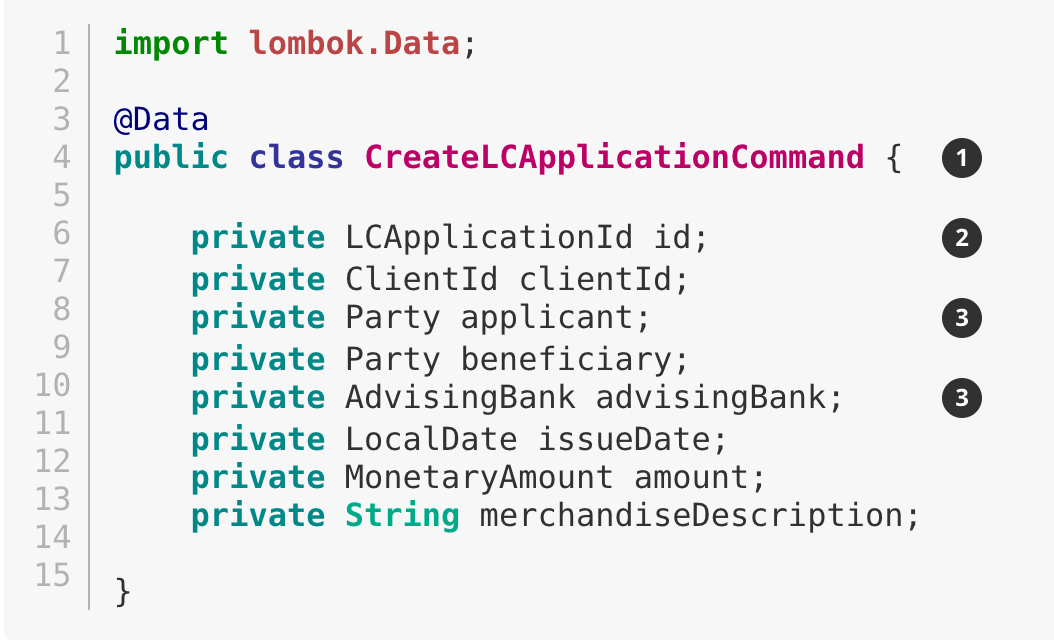 1 import lombok.Data;
2
3 @Data
4 public class CreateLCApplicationCommand { 1
5
6 private LCApplicationId id; 2
7 private ClientId clientId;
8 private Party applicant; 3
9 private Party beneficiary;
10 private AdvisingBank advisingBank; 3
11 private LocalDate issueDate;
12 private MonetaryAmount amount;
13 private String merchandiseDescription;
14
15 }